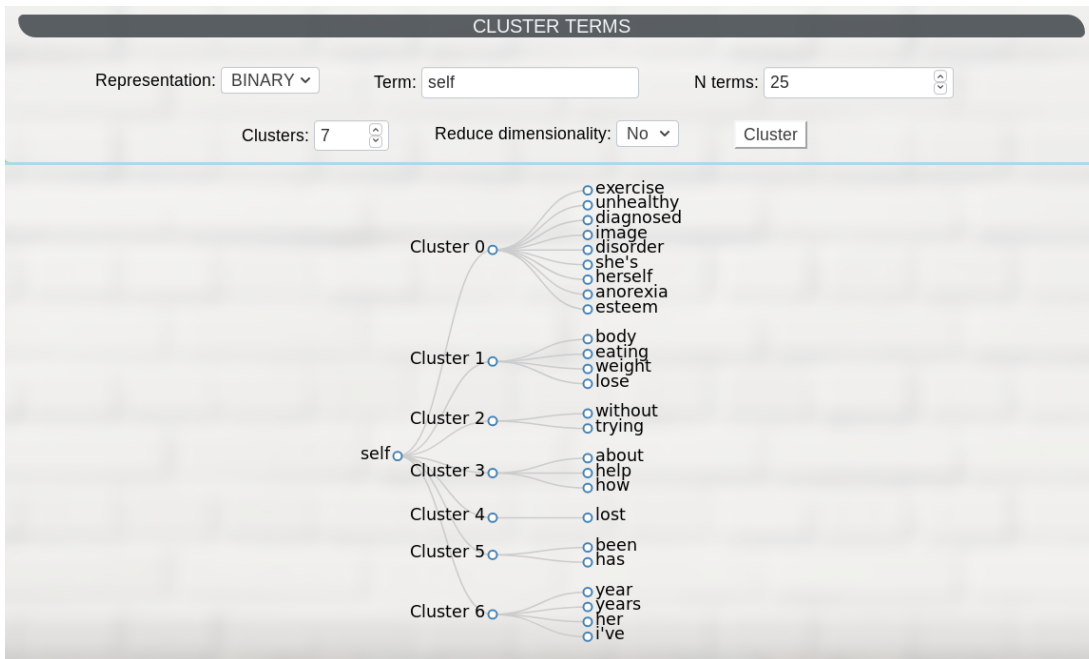 CLUSTER TERMS
Representation: BINARY Term: self N terms: 25
Clusters: 7 Reduce dimensionality: No Cluster
self
Cluster 0
exercise
unhealthy
diagnosed
image
disorder
she's
herself
anorexia
esteem
Cluster 1
body
eating
weight
lose
Cluster 2
without
trying
Cluster 3
about
help
how
Cluster 4
lost
Cluster 5
been
has
Cluster 6
year
years
her
i've